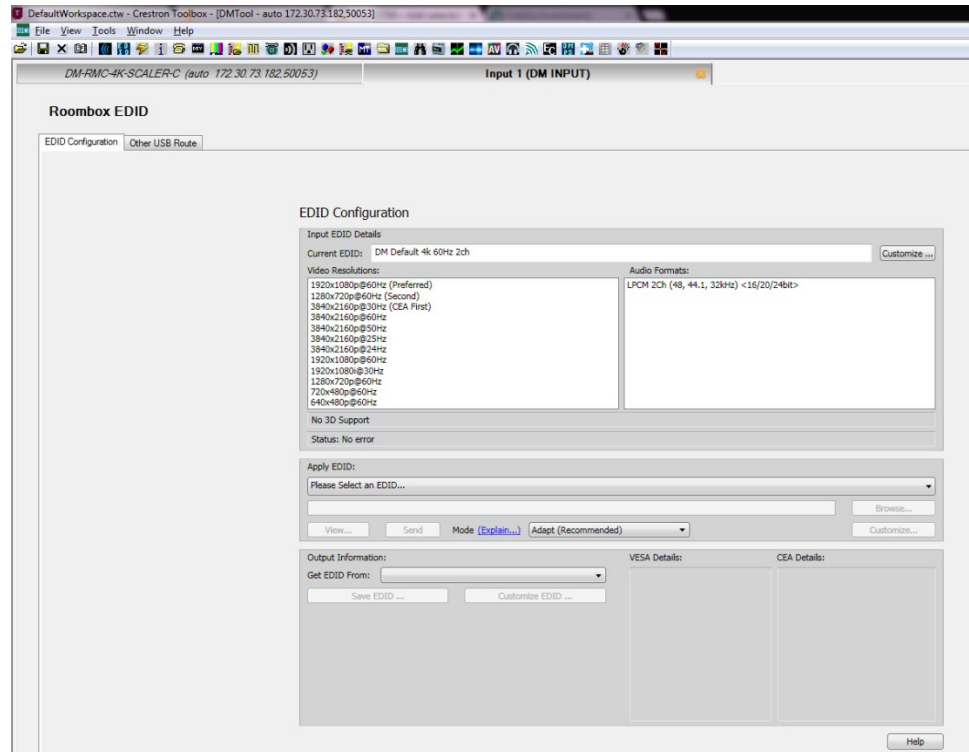 DefaultWorkspace.ctw - Crestron Toolbox - [DMTool - auto 172.30.73.182,50053]
File View Tools Window Help
DM-RMC-4K-SCALER-C (auto 172.30.73.182,50053)
Input 1 (DM INPUT)
Roombox EDID
EDID Configuration
Other USB Route
EDID Configuration
Input EDID Details
Current EDID: DM Default 4k 60Hz 2ch
Customize ...
Video Resolutions:
1920x1080p@60Hz (Preferred)
1280x720p@60Hz (Second)
3840x2160p@30Hz (CEA First)
3840x2160p@60Hz
3840x2160p@50Hz
3840x2160p@25Hz
3840x2160p@24Hz
1920x1080p@60Hz
1920x1080i@30Hz
1280x720p@60Hz
720x480p@60Hz
640x480p@60Hz
Audio Formats:
LPCM 2Ch (48, 44.1, 32kHz) <16/20/24bit>
No 3D Support
Status: No error
Apply EDID:
Please Select an EDID...
Browse...
View...
Send
Mode (Explain...) Adapt (Recommended)
Customize...
Output Information:
Get EDID From:
Save EDID ...
Customize EDID ...
VESA Details:
CEA Details:
Help